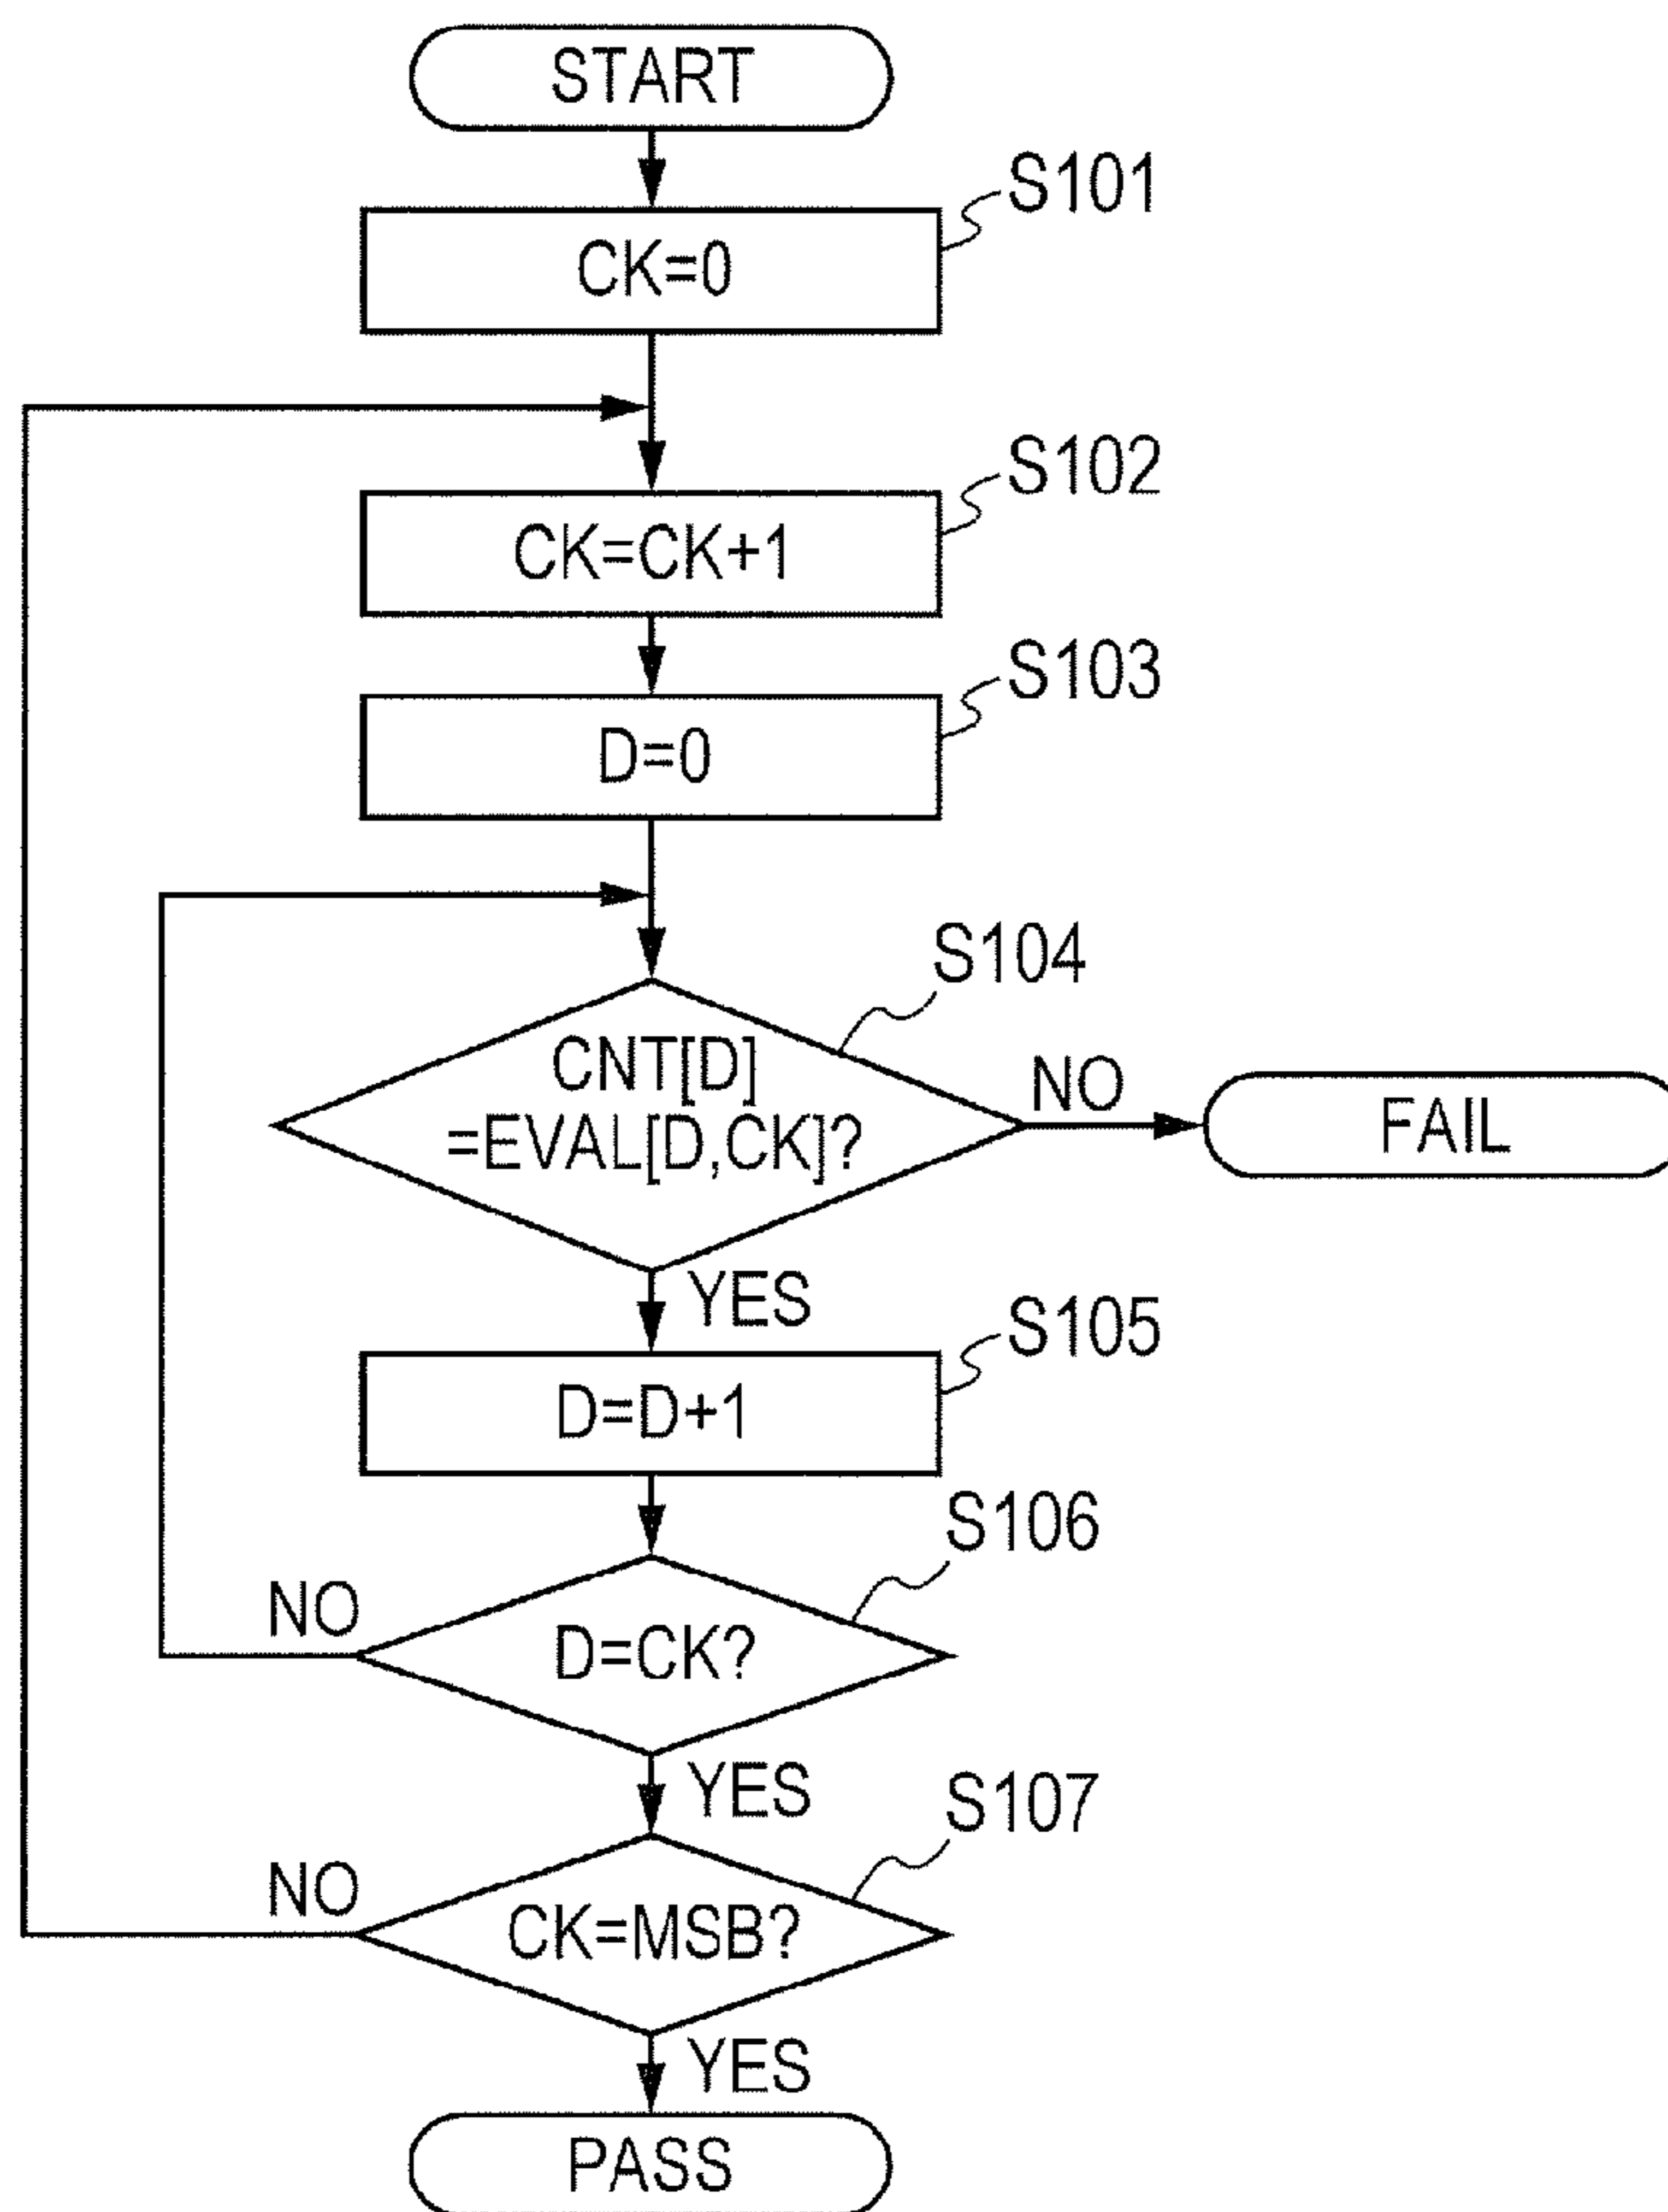 START
S101
CK=0
S102
CK=CK+1
S103
D=0
S104
CNT[D]
=EVAL[D,CK]?
NO
FAIL
YES
S105
D=D+1
S106
NO
D=CK?
YES
S107
NO
CK=MSB?
YES
PASS